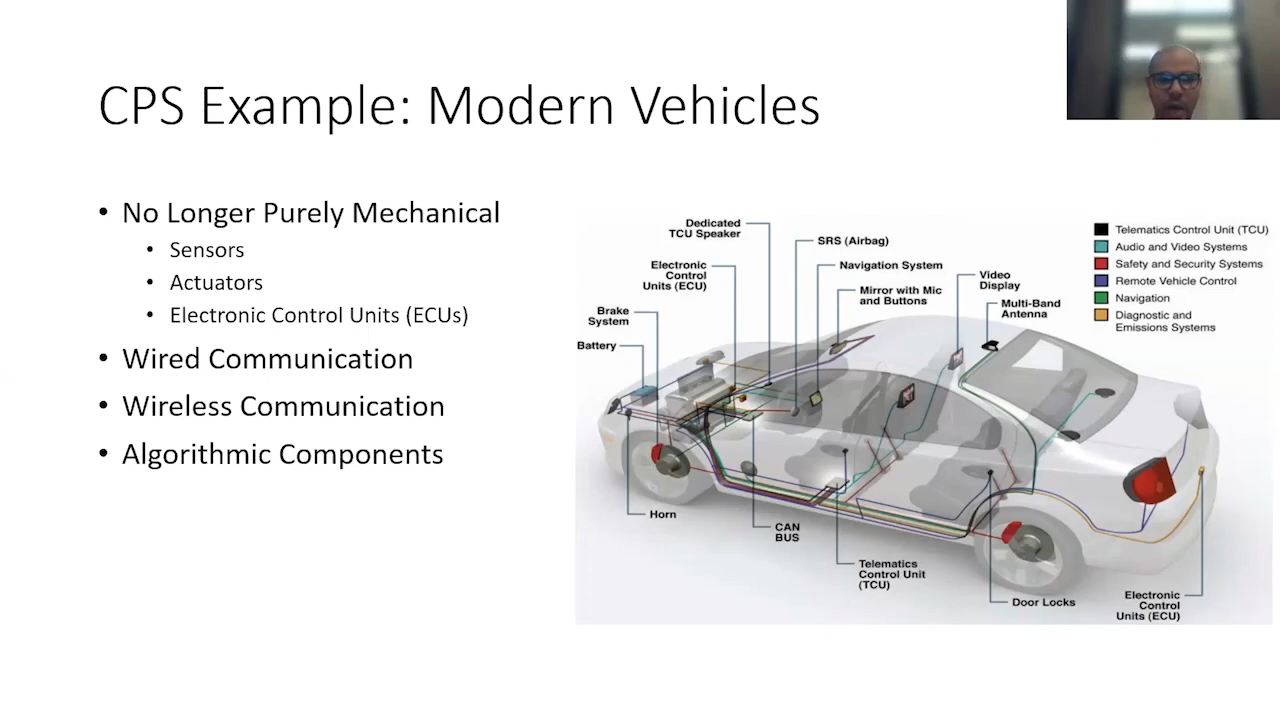 CPS Example: Modern Vehicles
• No Longer Purely Mechanical
• Sensors
• Actuators
• Electronic Control Units (ECUs)
• Wired Communication
• Wireless Communication
• Algorithmic Components
Dedicated
TCU Speaker
SRS (Airbag)
Electronic
Control
Units (ECU)
Navigation System
Mirror with Mic
and Buttons
Video
Display
Multi-Band
Antenna
Brake
System
Battery
Telematics Control Unit (TCU)
Audio and Video Systems
Safety and Security Systems
Remote Vehicle Control
Navigation
Diagnostic and
Emissions Systems
Horn
CAN
BUS
Telematics
Control Unit
(TCU)
Door Locks
Electronic
Control
Units (ECU)